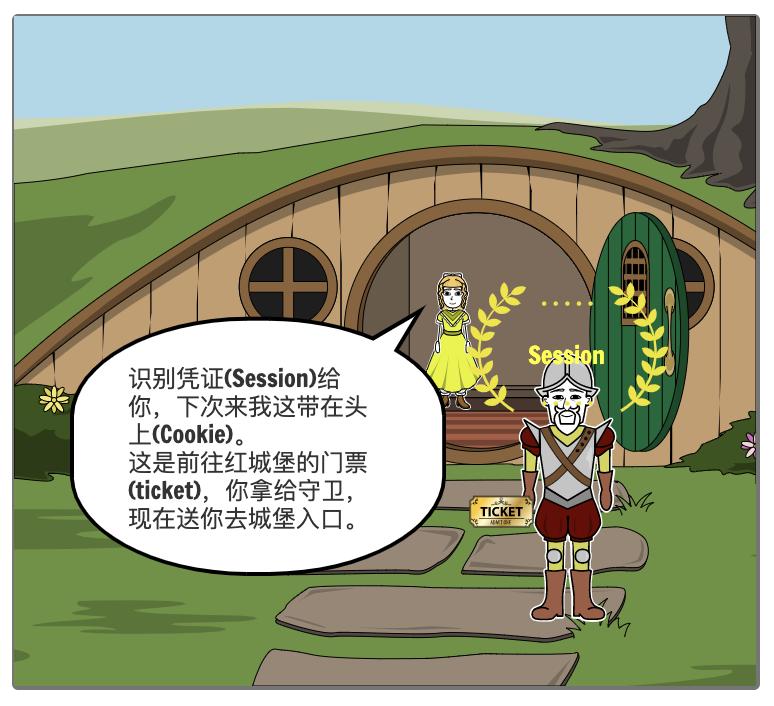 Session
识别凭证(Session)给
你，下次来我这带在头
上(Cookie)。
这是前往红城堡的门票
(ticket)，你拿给守卫，
现在送你去城堡入口。
TICKET
ADMIT ONE